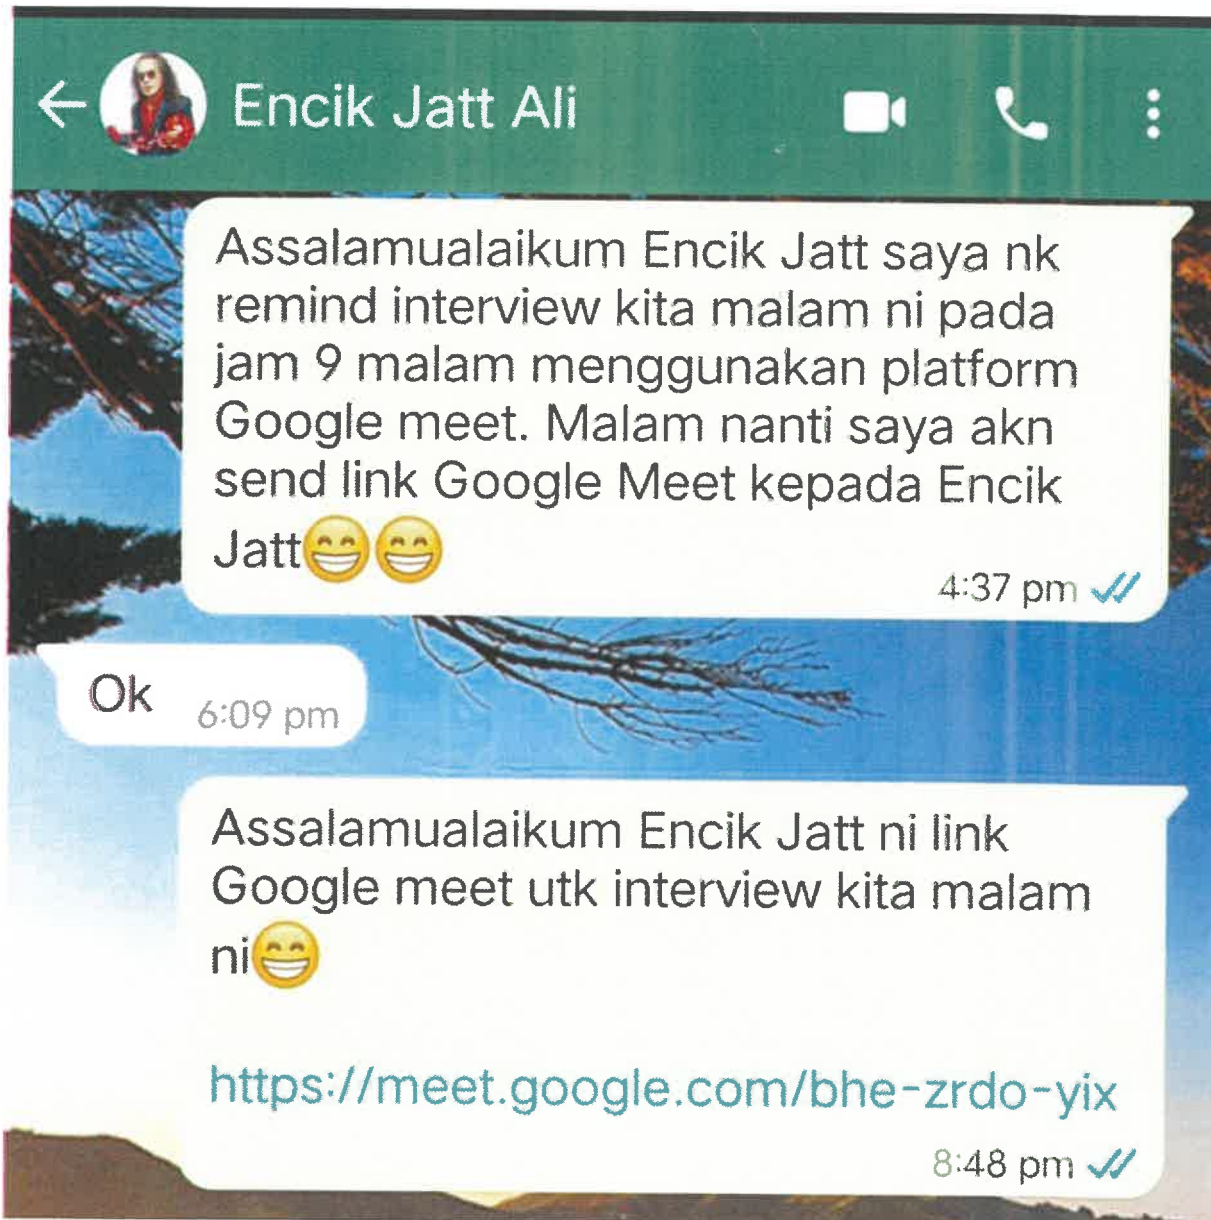 Encik Jatt Ali
Assalamualaikum Encik Jatt saya nk
remind interview kita malam ni pada
jam 9 malam menggunakan platform
Google meet. Malam nanti saya akn
send link Google Meet kepada Encik
Jatt😁😁
4:37 pm
Ok
6:09 pm
Assalamualaikum Encik Jatt ni link
Google meet utk interview kita malam
ni😁
https://meet.google.com/bhe-zrdo-yix
8:48 pm